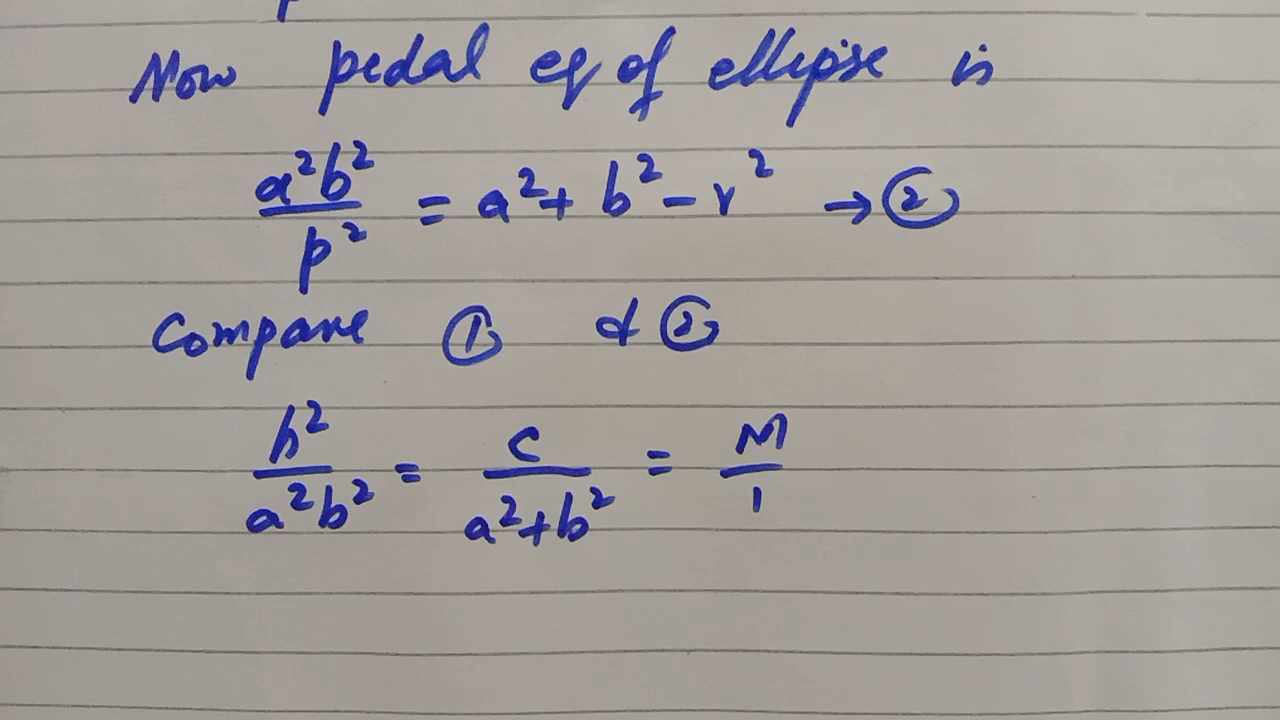 Now pedal eq of ellipse is
a²b²/p² = a² + b² - r² → ②
Compare ① & ②
h²/a²b² = C/a²+b² = M/1